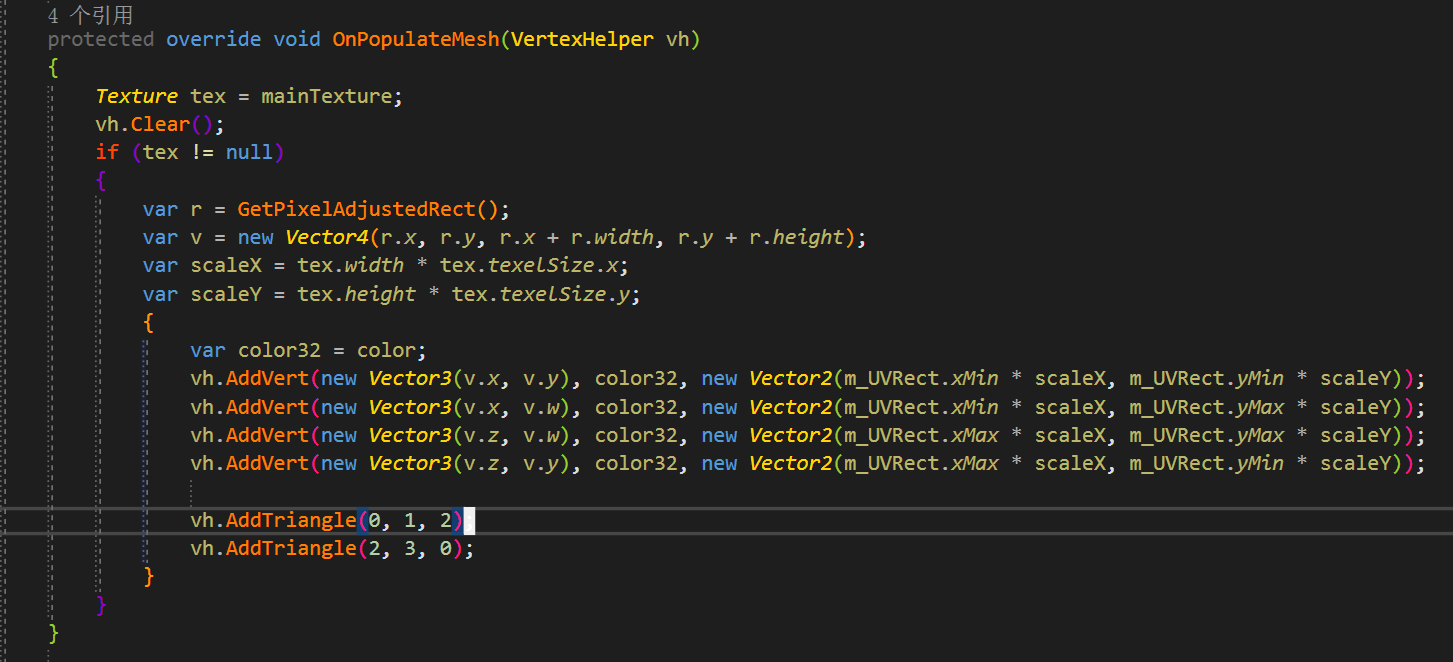 4 个引用
protected override void OnPopulateMesh(VertexHelper vh)
{
Texture tex = mainTexture;
vh.Clear();
if (tex != null)
{
var r = GetPixelAdjustedRect();
var v = new Vector4(r.x, r.y, r.x + r.width, r.y + r.height);
var scaleX = tex.width * tex.texelSize.x;
var scaleY = tex.height * tex.texelSize.y;
{
var color32 = color;
vh.AddVert(new Vector3(v.x, v.y), color32, new Vector2(m_UVRect.xMin * scaleX, m_UVRect.yMin * scaleY));
vh.AddVert(new Vector3(v.x, v.w), color32, new Vector2(m_UVRect.xMin * scaleX, m_UVRect.yMax * scaleY));
vh.AddVert(new Vector3(v.z, v.w), color32, new Vector2(m_UVRect.xMax * scaleX, m_UVRect.yMax * scaleY));
vh.AddVert(new Vector3(v.z, v.y), color32, new Vector2(m_UVRect.xMax * scaleX, m_UVRect.yMin * scaleY));
vh.AddTriangle(0, 1, 2);
vh.AddTriangle(2, 3, 0);
}
}
}